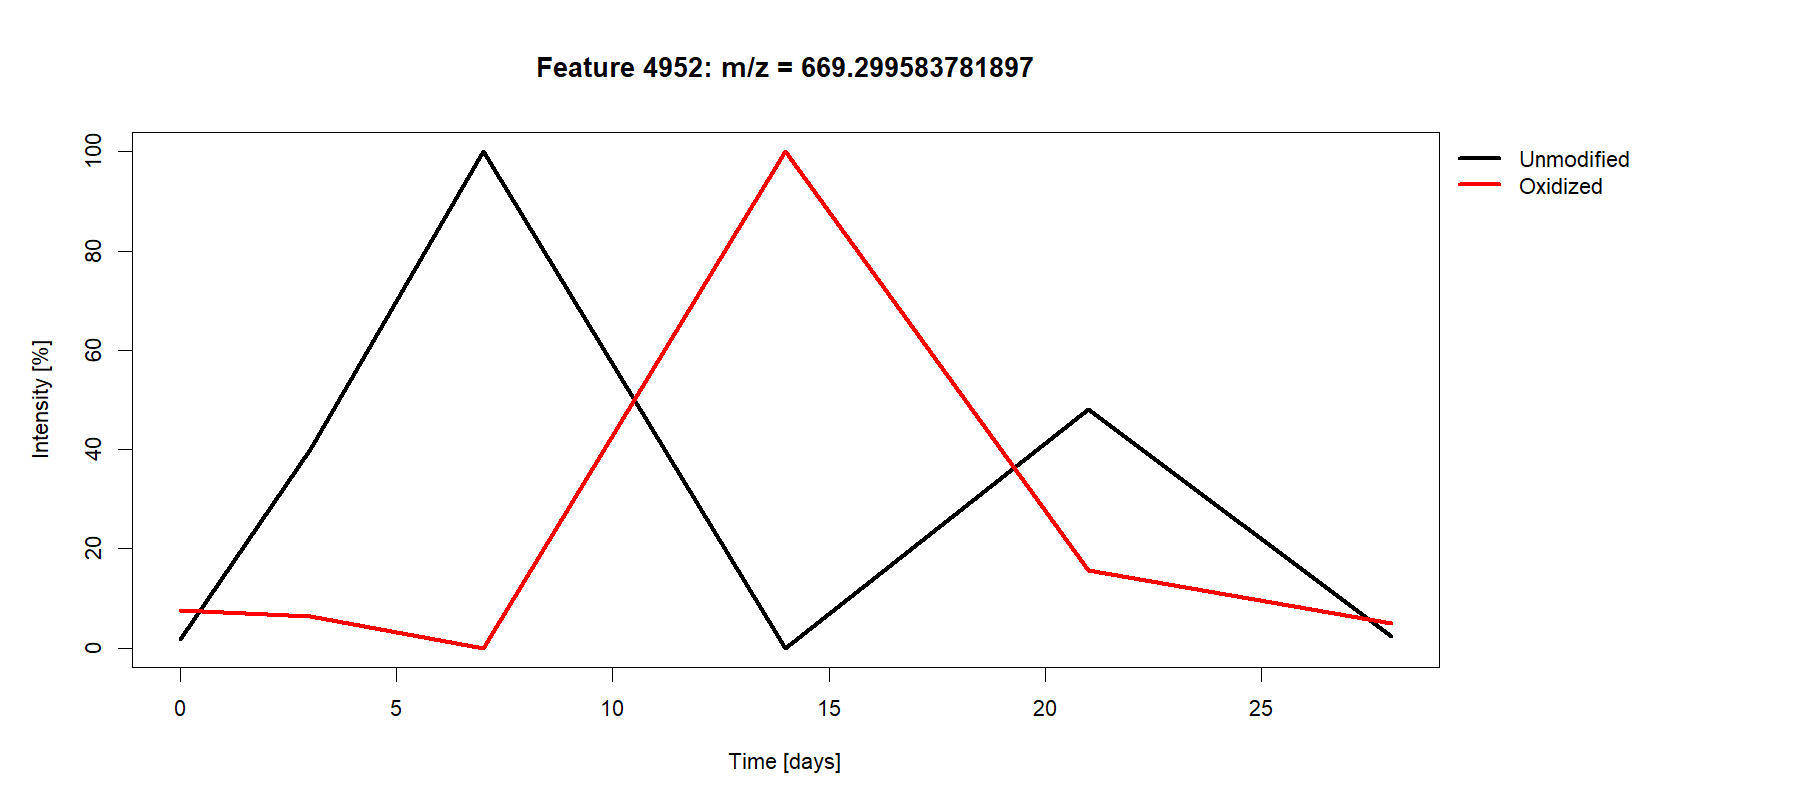 Feature 4952: m/z = 669.299583781897
Unmodified
Oxidized
Intensity [%]
100
80
60
40
20
0
0 5 10 15 20 25
Time [days]